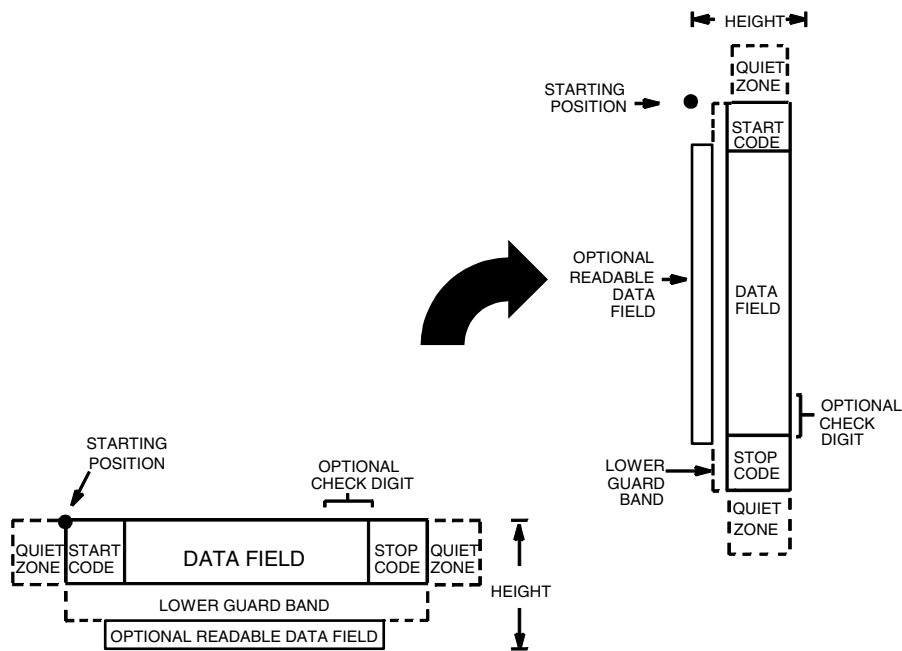 HEIGHT
QUIET
ZONE
STARTING
POSITION
START
CODE
OPTIONAL
READABLE
DATA
FIELD
DATA
FIELD
OPTIONAL
CHECK
DIGIT
LOWER
GUARD
BAND
STOP
CODE
QUIET
ZONE
STARTING
POSITION
OPTIONAL
CHECK DIGIT
QUIET
ZONE
START
CODE
DATA FIELD
STOP
CODE
QUIET
ZONE
HEIGHT
LOWER GUARD BAND
OPTIONAL READABLE DATA FIELD